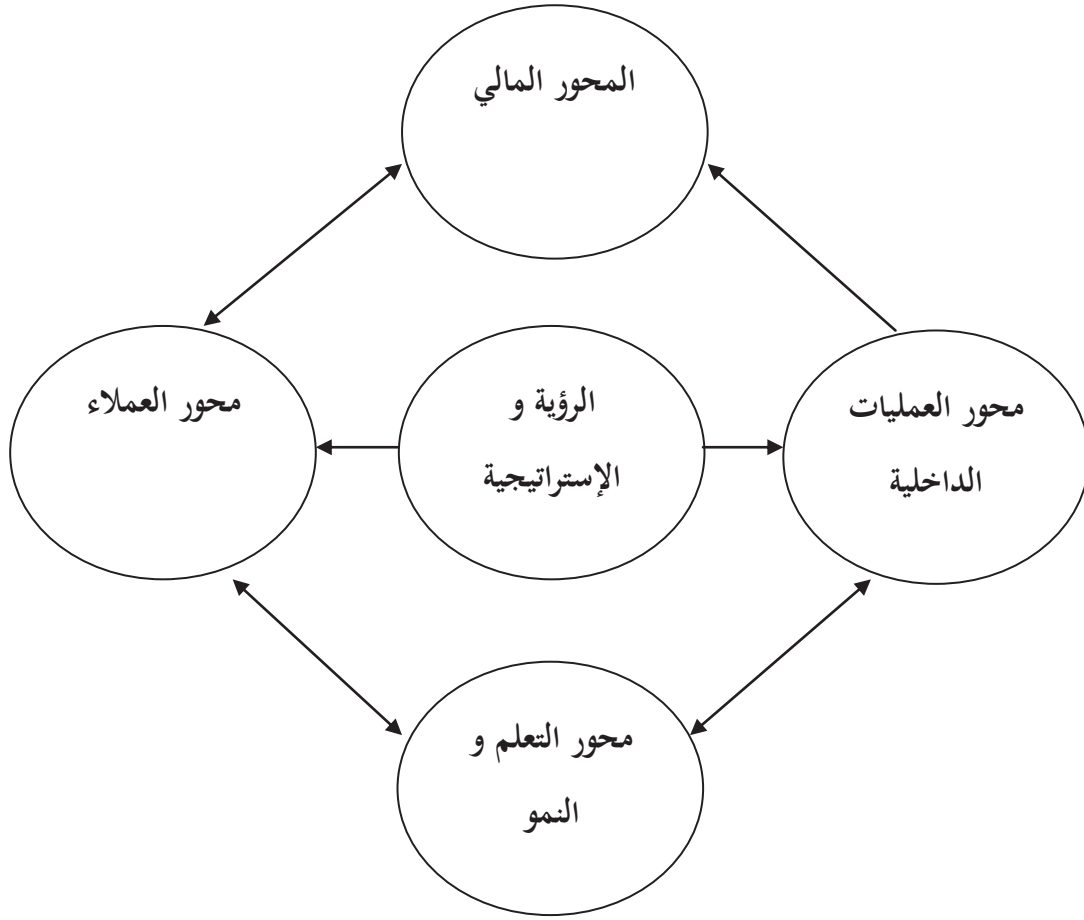 المحور المالي
محور العمليات
الداخلية
الرؤية و
الإستراتيجية
محور العملاء
محور التعلم و
النمو